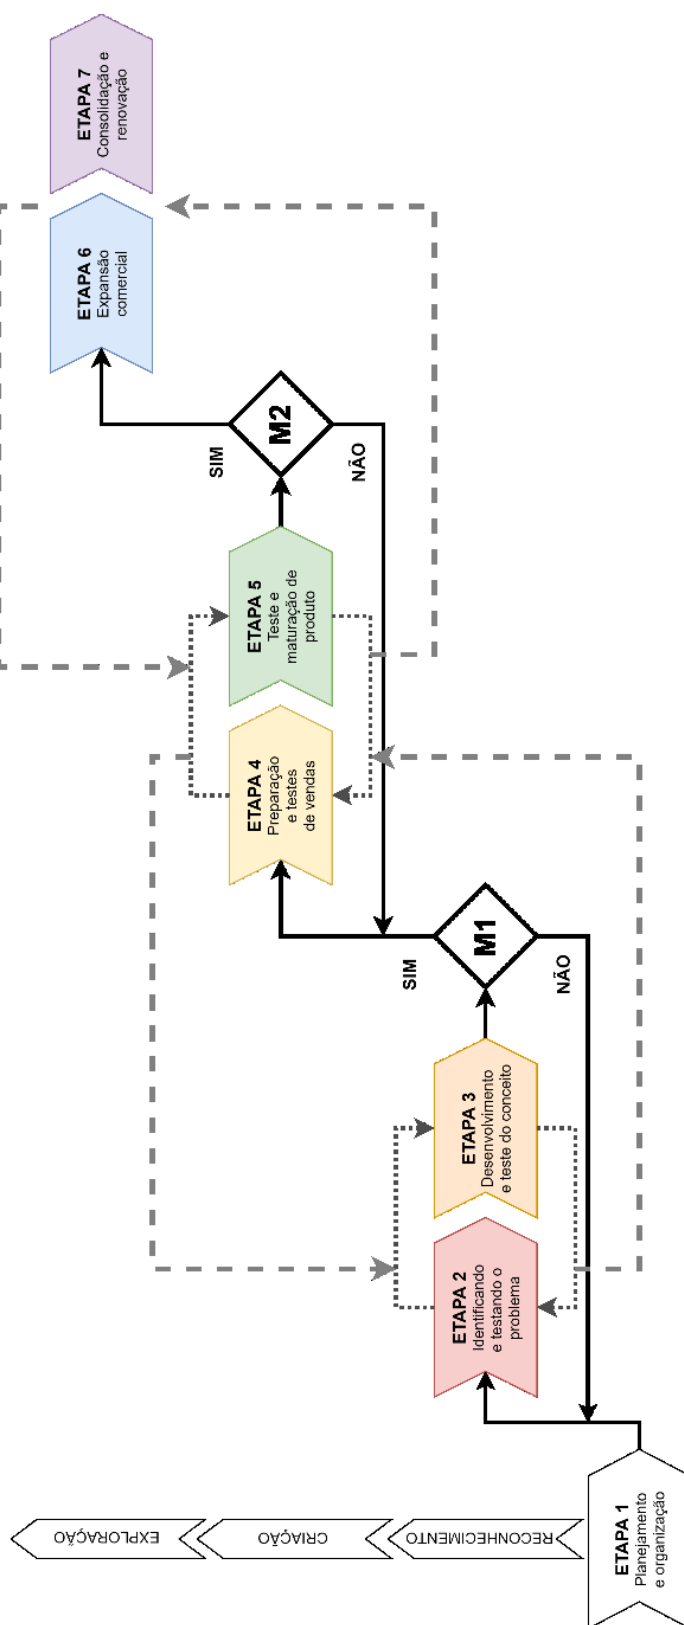 EXPLORAÇÃO
CRIAÇÃO
RECONHECIMENTO
ETAPA 1
Planejamento
e organização
ETAPA 2
Identificando
e testando o
problema
ETAPA 3
Desenvolvimento
e teste do conceito
M1
SIM
NÃO
ETAPA 4
Preparação
e testes
de vendas
ETAPA 5
Teste e
maturação de
produto
M2
SIM
NÃO
ETAPA 6
Expansão
comercial
ETAPA 7
Consolidação e
renovação